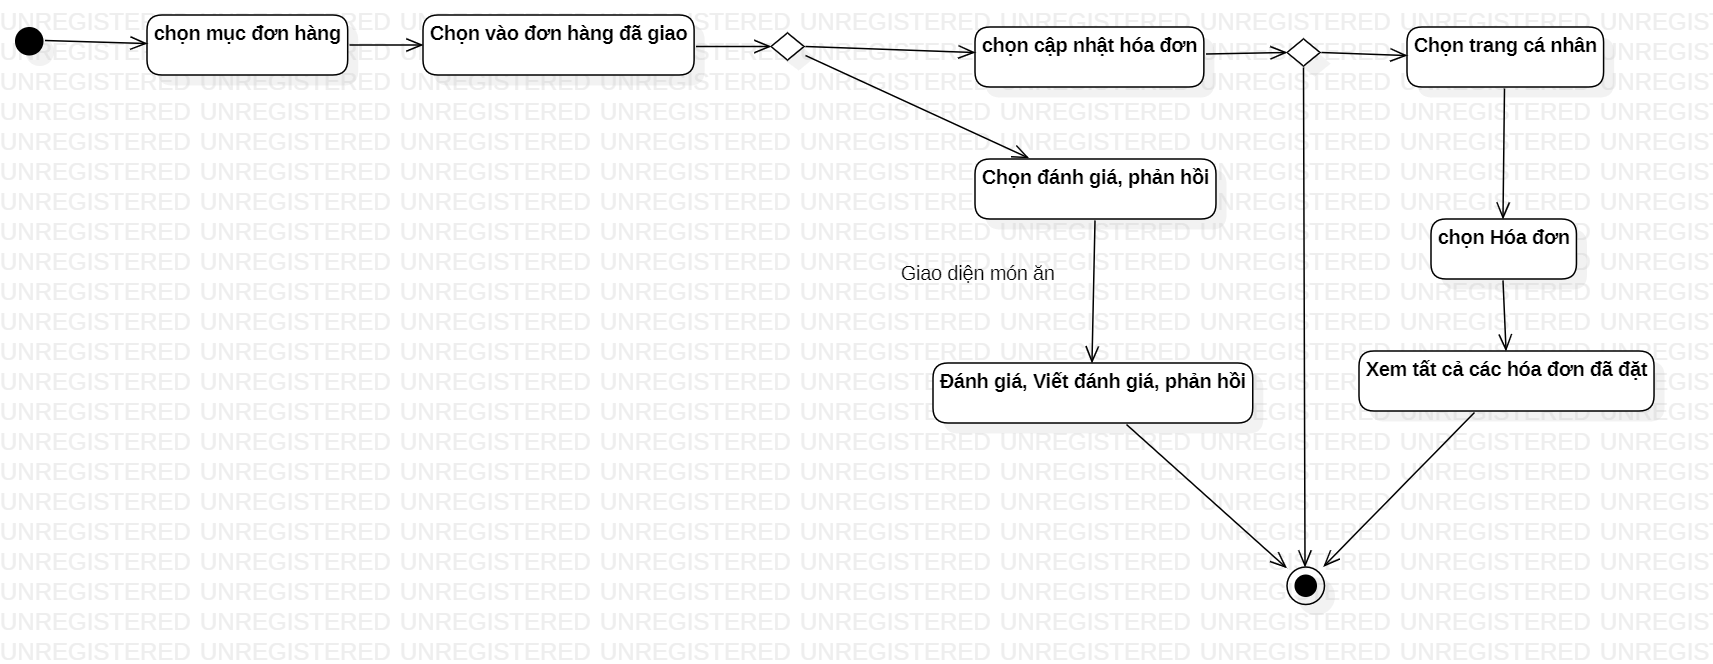 chọn mục đơn hàng
Chọn vào đơn hàng đã giao
chọn cập nhật hóa đơn
Chọn trang cá nhân
Chọn đánh giá, phản hồi
chọn Hóa đơn
Giao diện món ăn
Đánh giá, Viết đánh giá, phản hồi
Xem tất cả các hóa đơn đã đặt
UNREGISTERED